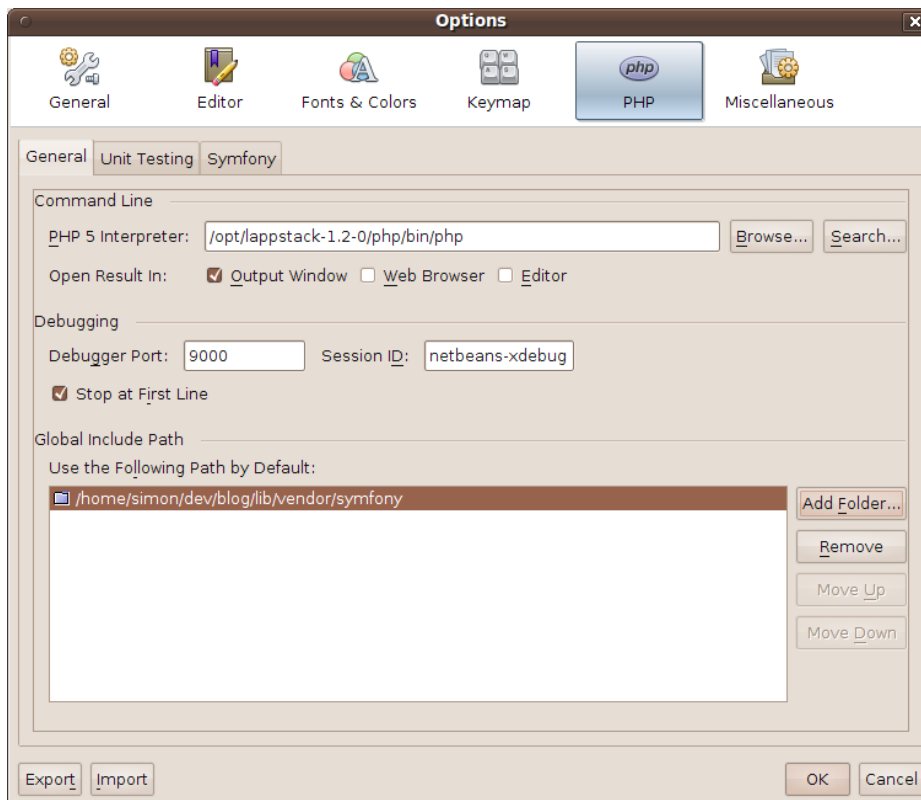 Options
php
General Editor Fonts & Colors Keymap PHP Miscellaneous
General Unit Testing Symfony
Command Line
PHP 5 Interpreter: /opt/lappstack-1.2-0/php/bin/php Browse... Search...
Open Result In: Output Window Web Browser Editor
Debugging
Debugger Port: 9000 Session ID: netbeans-xdebug
Stop at First Line
Global Include Path
Use the Following Path by Default:
/home/simon/dev/blog/lib/vendor/symfony
Add Folder...
Remove
Move Up
Move Down
Export Import OK Cancel